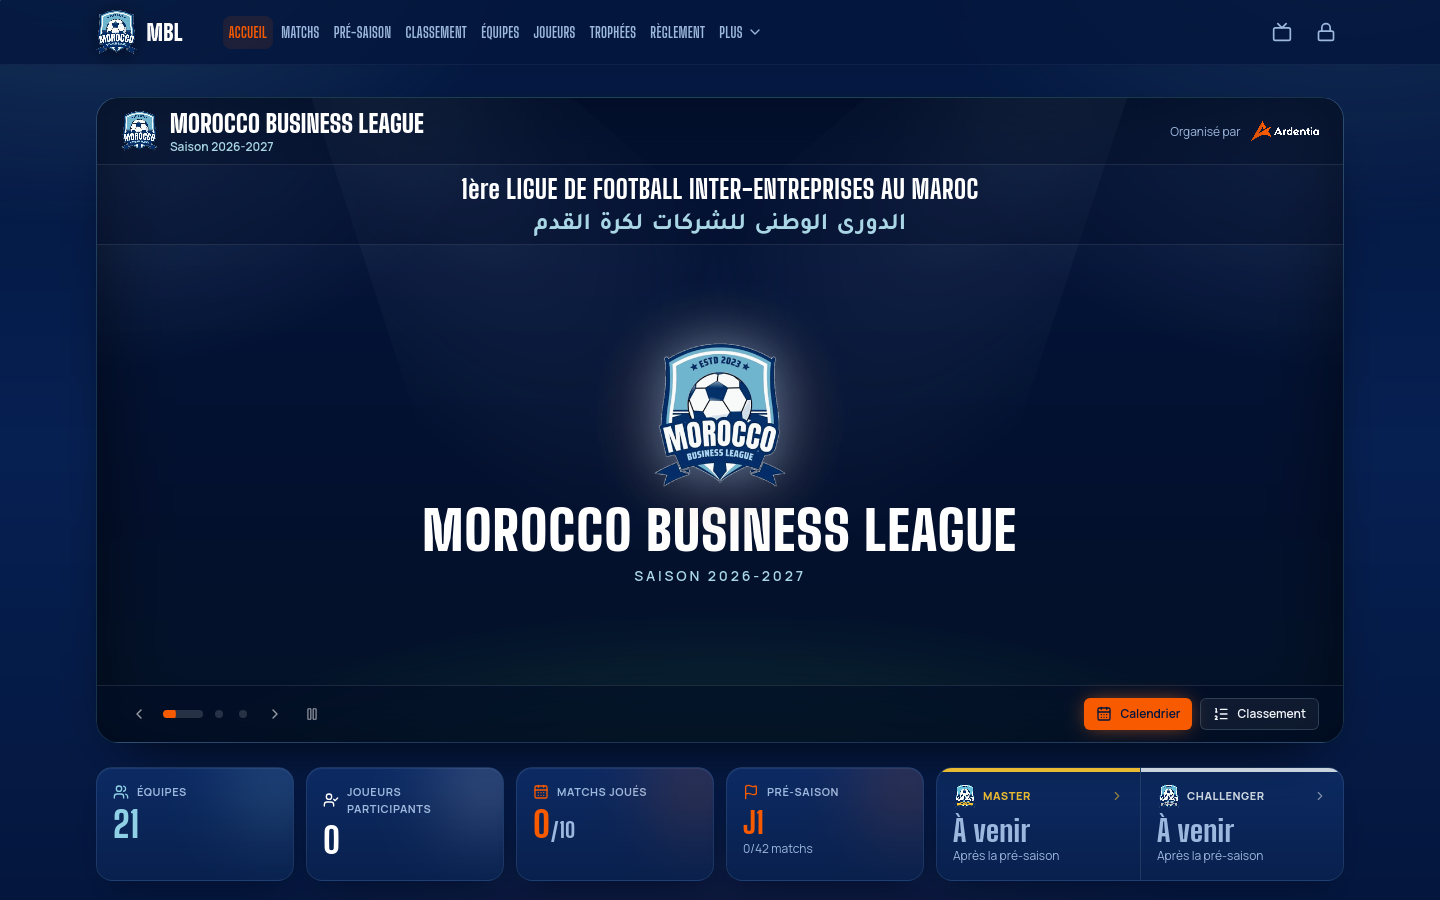 MBL
ACCUEIL
MATCHS
PRÉ-SAISON
CLASSEMENT
ÉQUIPES
JOUEURS
TROPHÉES
RÈGLEMENT
PLUS
MOROCCO BUSINESS LEAGUE
Saison 2026-2027
Organisé par
Ardentia
1ère LIGUE DE FOOTBALL INTER-ENTREPRISES AU MAROC
الدورى الوطنى للشركات لكرة القدم
ESTD 2023
MOROCCO
BUSINESS LEAGUE
MOROCCO BUSINESS LEAGUE
SAISON 2026-2027
Calendrier
Classement
ÉQUIPES
21
JOUEURS
PARTICIPANTS
0
MATCHS JOUÉS
0/10
PRÉ-SAISON
J1
0/42 matchs
MASTER
À venir
Après la pré-saison
CHALLENGER
À venir
Après la pré-saison